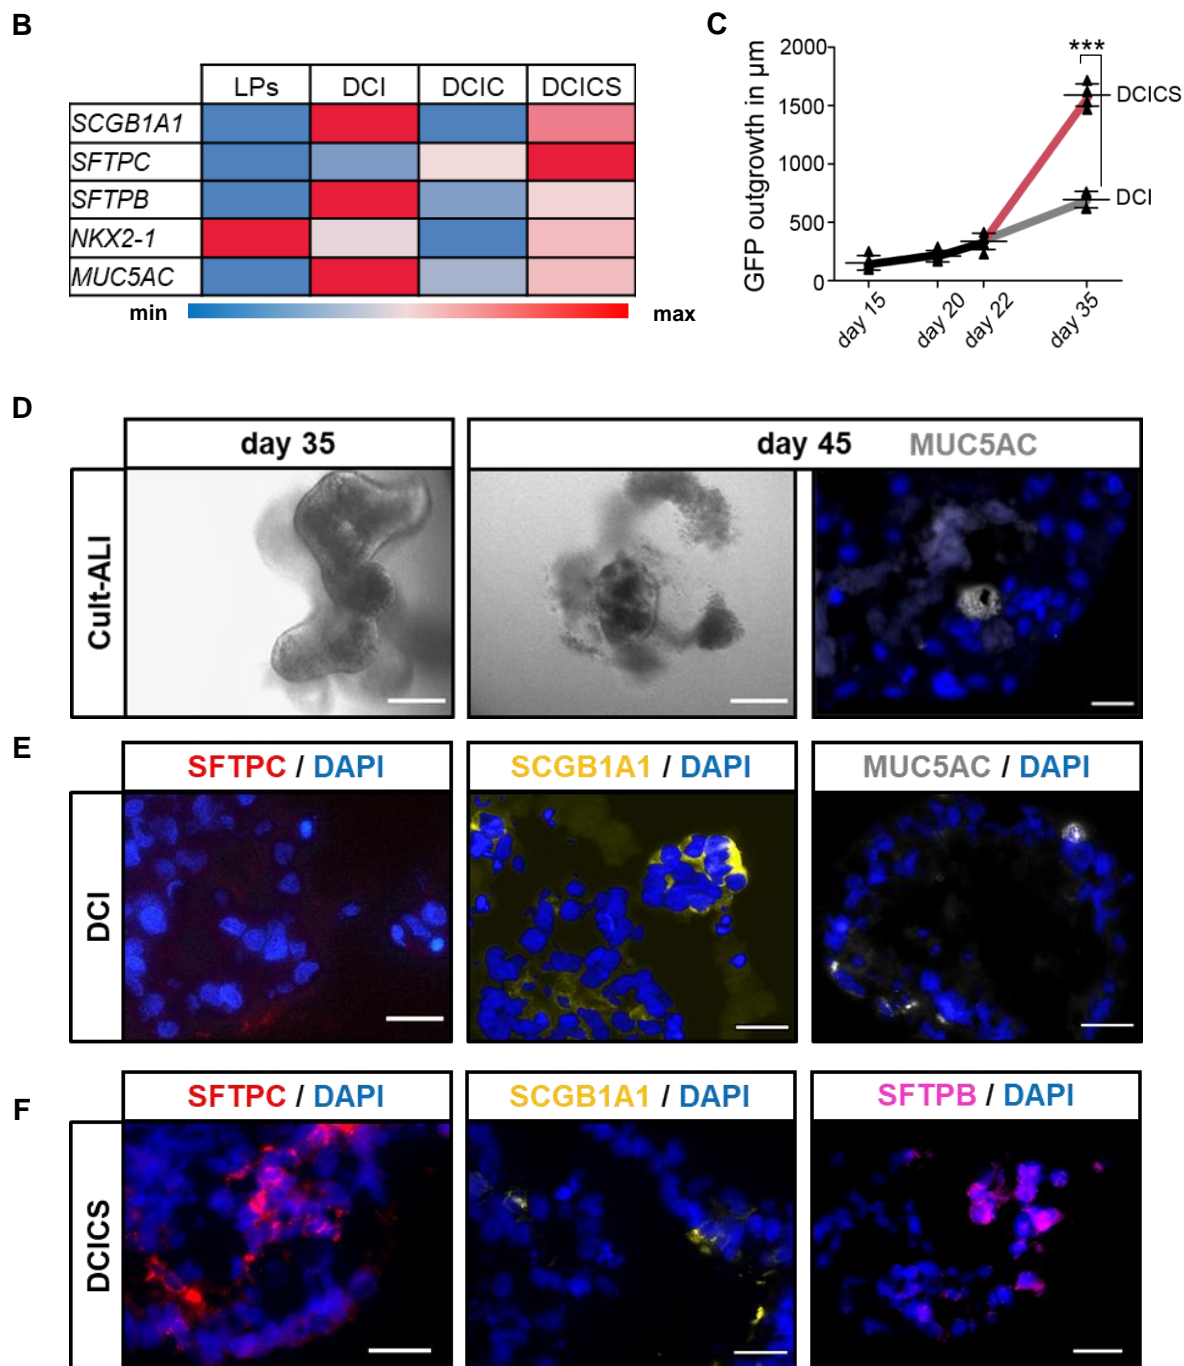 B
LPs DCI DCIC DCICS
SCGB1A1
SFTPC
SFTPB
NKX2-1
MUC5AC
min max
C
GFP outgrowth in µm
2000
1500
1000
500
0
***
DCICS
DCI
day 15 day 20 day 22 day 35
D
day 35 day 45 MUC5AC
Cult-ALI
E
SFTPC / DAPI SCGB1A1 / DAPI MUC5AC / DAPI
DCI
F
SFTPC / DAPI SCGB1A1 / DAPI SFTPB / DAPI
DCICS